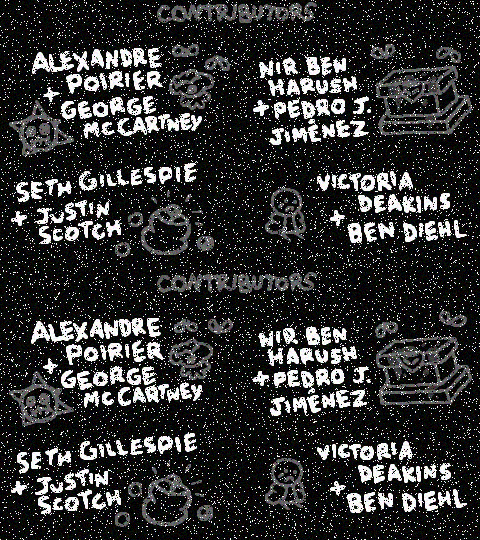 CONTRIBUTORS
ALEXANDRE
POIRIER
+ GEORGE
MCCARTNEY
NIR BEN
HARUSH
+ PEDRO J.
JIMÉNEZ
SETH GILLESPIE
+ JUSTIN
SCOTCH
VICTORIA
DEAKINS
+ BEN DIEHL
CONTRIBUTORS
ALEXANDRE
POIRIER
+ GEORGE
MCCARTNEY
NIR BEN
HARUSH
+ PEDRO J.
JIMÉNEZ
SETH GILLESPIE
+ JUSTIN
SCOTCH
VICTORIA
DEAKINS
+ BEN DIEHL